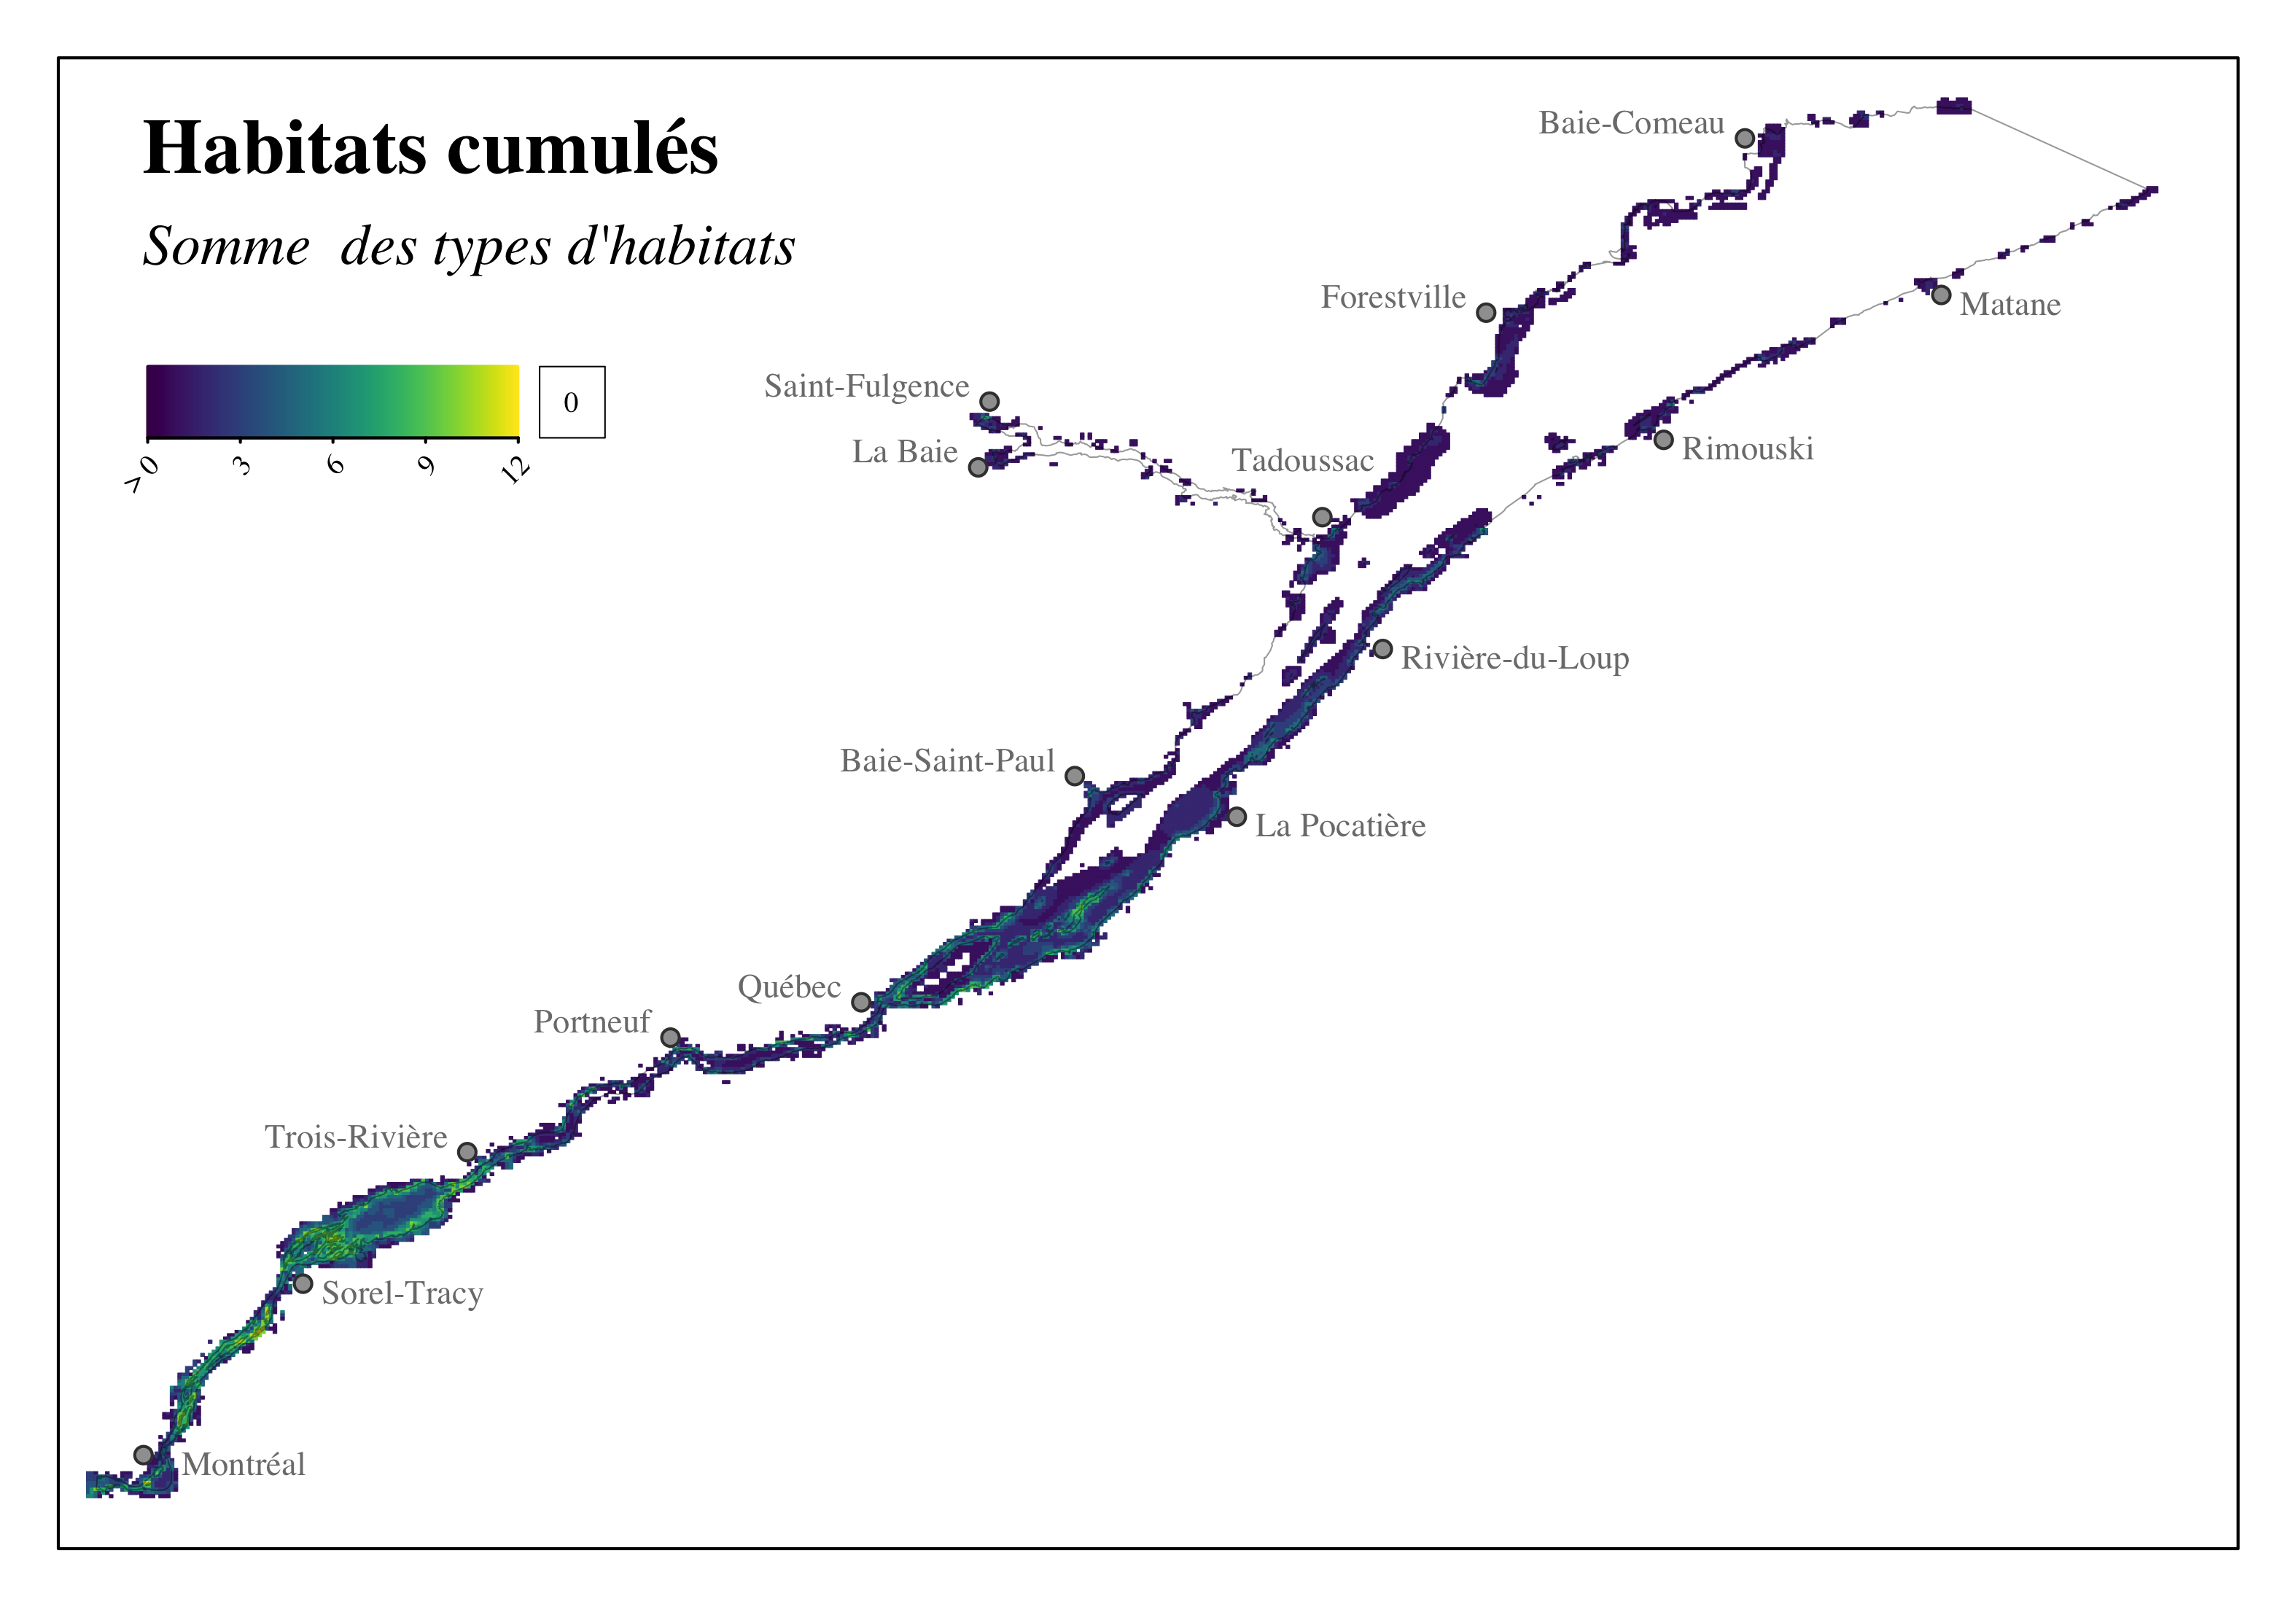 Habitats cumulés
Somme  des types d'habitats
> 0
3
6
9
12
0
Baie-Comeau
Forestville
Matane
Saint-Fulgence
La Baie
Tadoussac
Rimouski
Rivière-du-Loup
Baie-Saint-Paul
La Pocatière
Québec
Portneuf
Trois-Rivière
Sorel-Tracy
Montréal